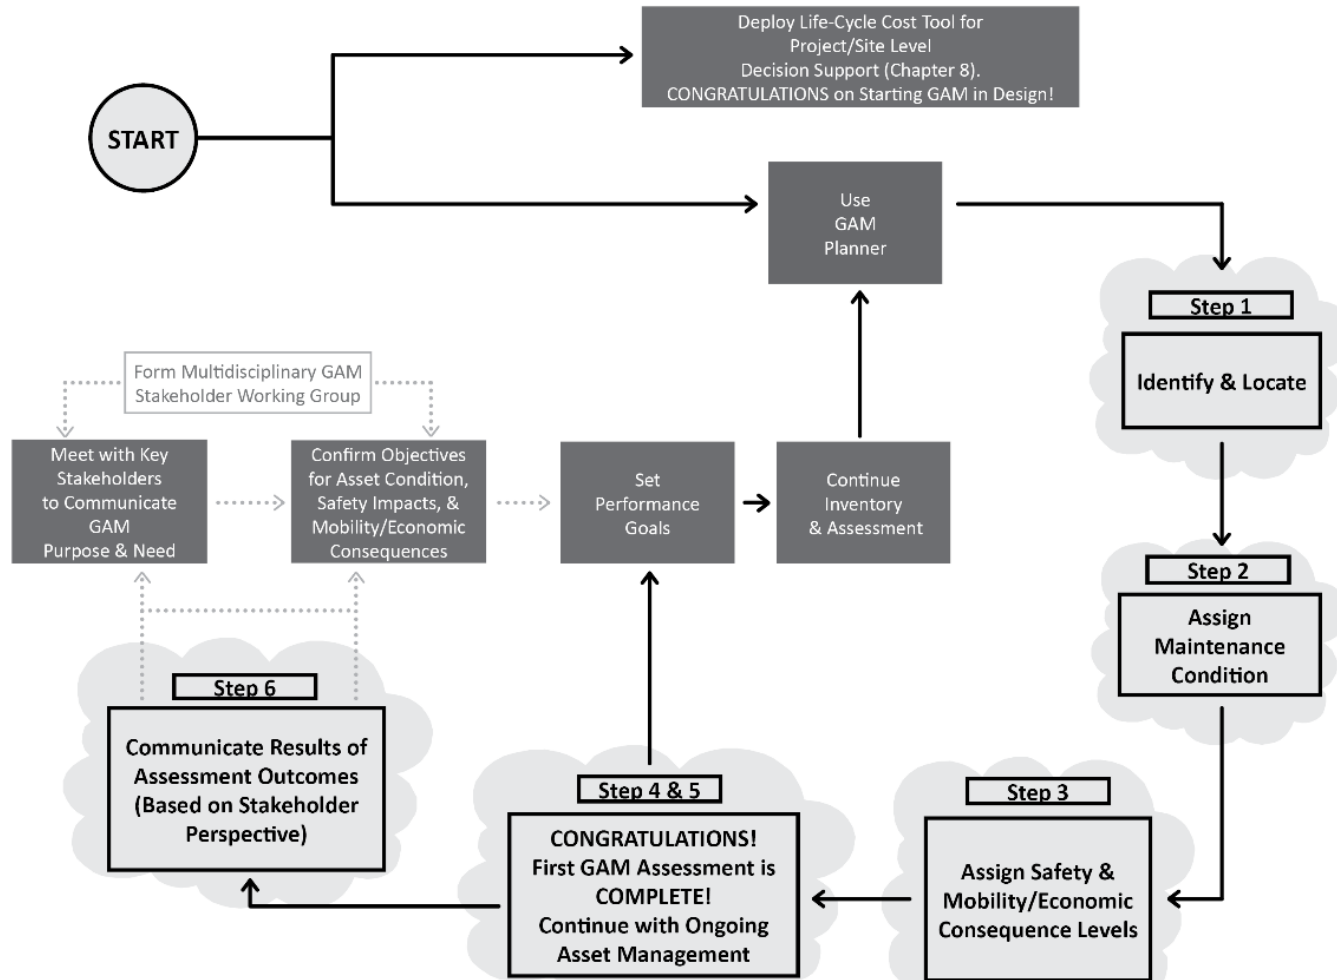 Deploy Life-Cycle Cost Tool for
Project/Site Level
Decision Support (Chapter 8).
CONGRATULATIONS on Starting GAM in Design!
START
Use
GAM
Planner
Step 1
Identify & Locate
Form Multidisciplinary GAM
Stakeholder Working Group
Meet with Key
Stakeholders
to Communicate
GAM
Purpose & Need
Confirm Objectives
for Asset Condition,
Safety Impacts, &
Mobility/Economic
Consequences
Set
Performance
Goals
Continue
Inventory
& Assessment
Step 2
Assign
Maintenance
Condition
Step 6
Communicate Results of
Assessment Outcomes
(Based on Stakeholder
Perspective)
Step 4 & 5
CONGRATULATIONS!
First GAM Assessment is
COMPLETE!
Continue with Ongoing
Asset Management
Step 3
Assign Safety &
Mobility/Economic
Consequence Levels